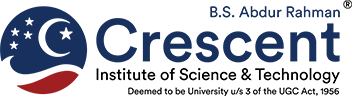 B.S. Abdur Rahman ®
Crescent
Institute of Science & Technology
Deemed to be University u/s 3 of the UGC Act, 1956